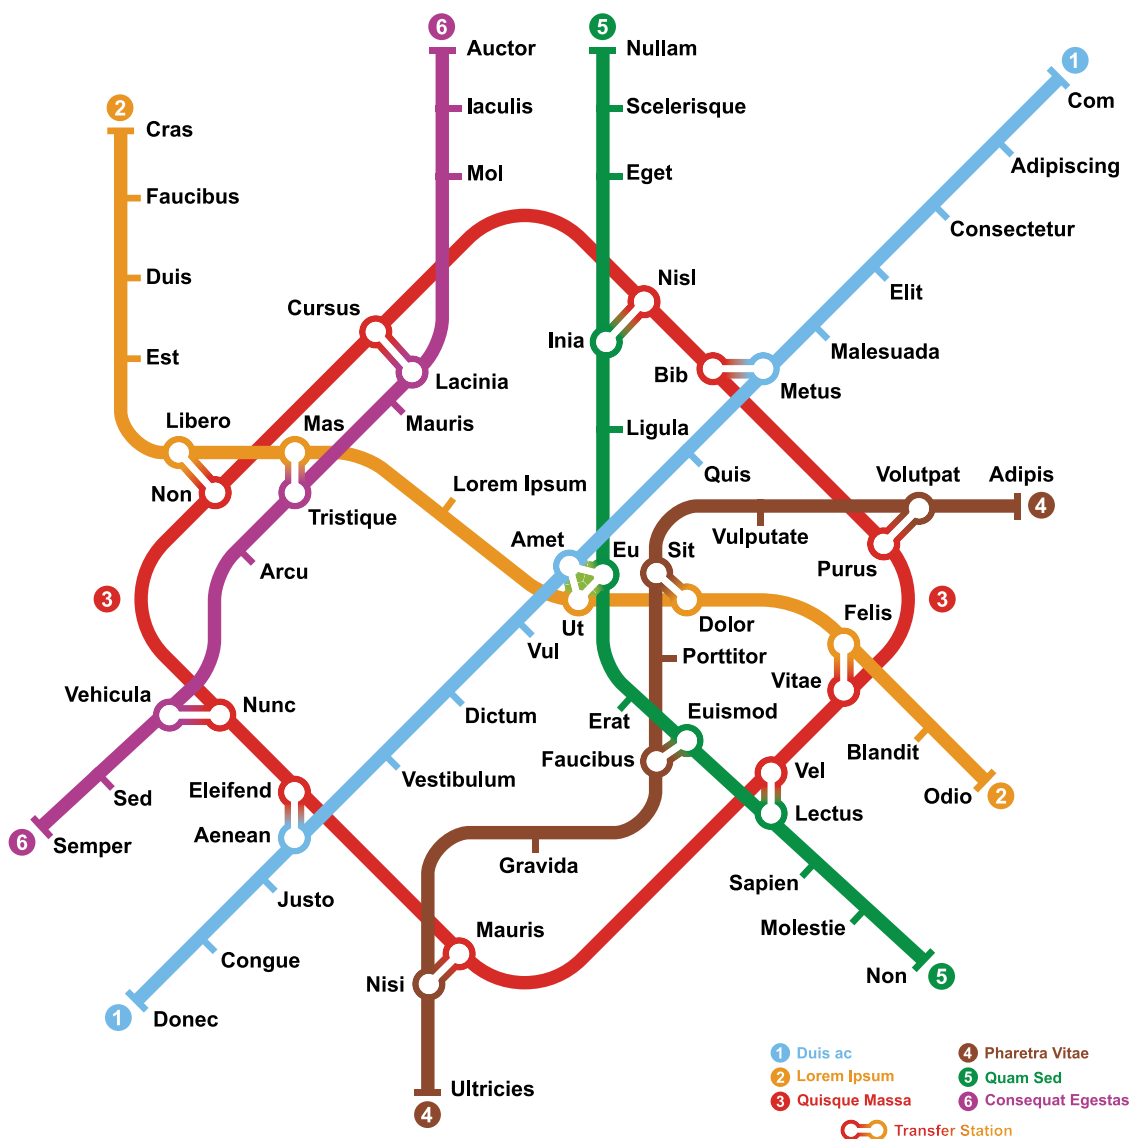 6
5
Auctor
Nullam
1
Com
2
Iaculis
Scelerisque
Cras
Adipiscing
Mol
Eget
Faucibus
Consectetur
Duis
Nisl
Elit
Cursus
Inia
Malesuada
Est
Bib
Lacinia
Metus
Libero
Mas
Mauris
Ligula
Quis
Volutpat
Adipis
Lorem Ipsum
Non
4
Tristique
Vulputate
Amet
Eu
Sit
Arcu
Purus
3
3
Felis
Ut
Dolor
Vul
Porttitor
Vitae
Vehicula
Nunc
Euismod
Dictum
Erat
Blandit
Faucibus
Vestibulum
Vel
Sed
Eleifend
Odio
2
Lectus
6
Semper
Aenean
Gravida
Sapien
Justo
Molestie
Mauris
Congue
Non
5
Nisi
1
Donec
1 Duis ac
4 Pharetra Vitae
2 Lorem Ipsum
5 Quam Sed
3 Quisque Massa
6 Consequat Egestas
Ultricies
4
Transfer Station